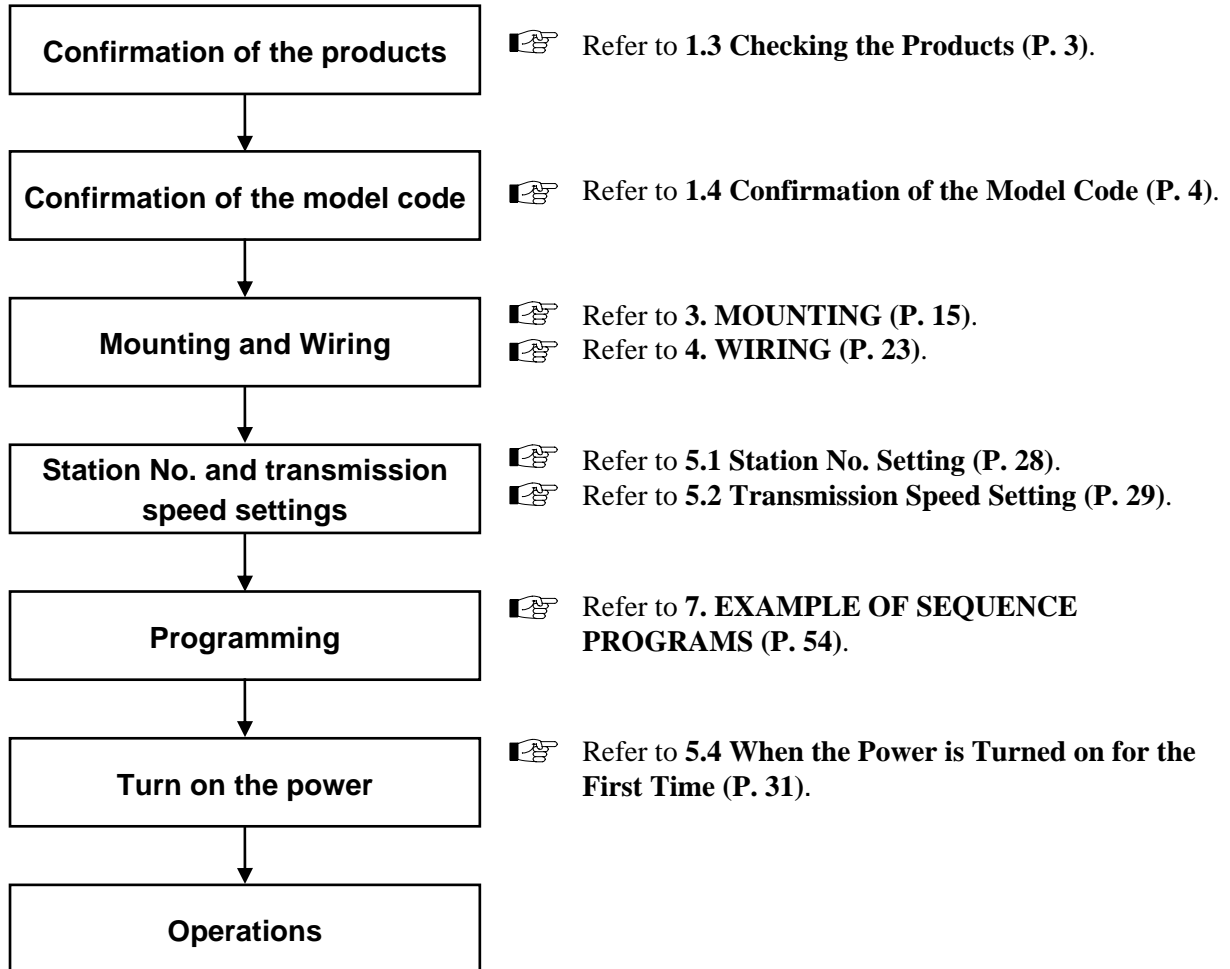 Confirmation of the products
Refer to 1.3 Checking the Products (P. 3).
Confirmation of the model code
Refer to 1.4 Confirmation of the Model Code (P. 4).
Mounting and Wiring
Refer to 3. MOUNTING (P. 15).
Refer to 4. WIRING (P. 23).
Station No. and transmission
speed settings
Refer to 5.1 Station No. Setting (P. 28).
Refer to 5.2 Transmission Speed Setting (P. 29).
Programming
Refer to 7. EXAMPLE OF SEQUENCE
PROGRAMS (P. 54).
Turn on the power
Refer to 5.4 When the Power is Turned on for the
First Time (P. 31).
Operations